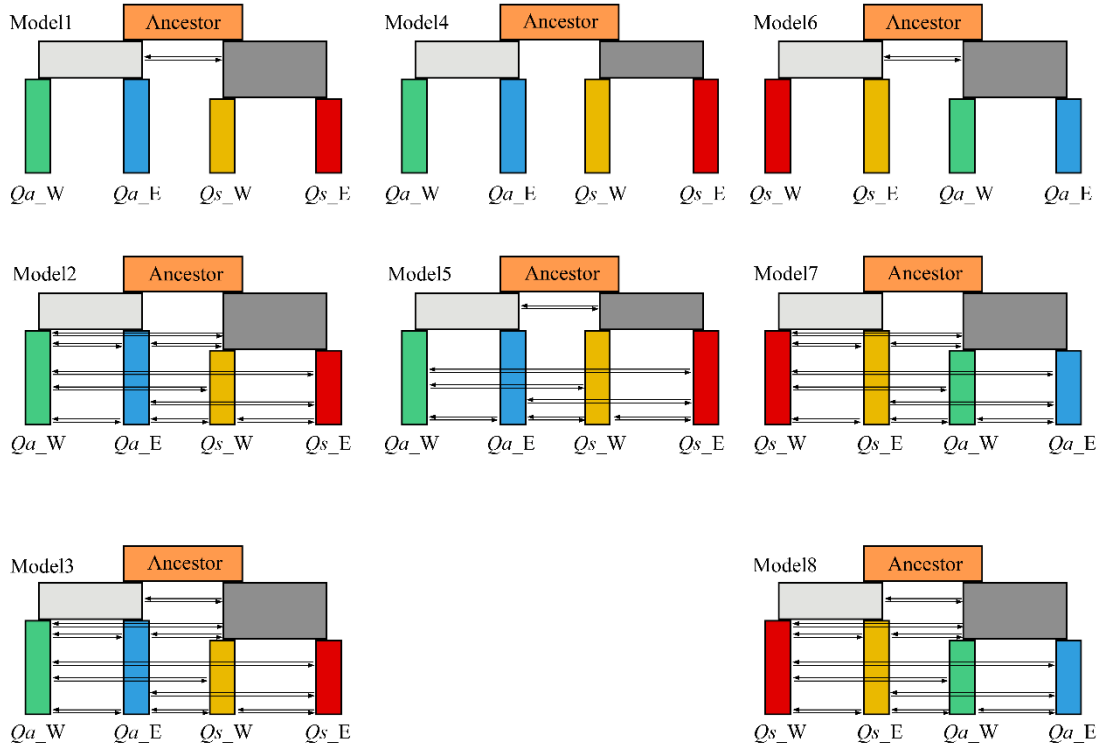 Model1
Ancestor
Qa_W Qa_E Qs_W Qs_E
Model4
Ancestor
Qa_W Qa_E Qs_W Qs_E
Model6
Ancestor
Qs_W Qs_E Qa_W Qa_E
Model2
Ancestor
Qa_W Qa_E Qs_W Qs_E
Model5
Ancestor
Qa_W Qa_E Qs_W Qs_E
Model7
Ancestor
Qs_W Qs_E Qa_W Qa_E
Model3
Ancestor
Qa_W Qa_E Qs_W Qs_E
Model8
Ancestor
Qs_W Qs_E Qa_W Qa_E